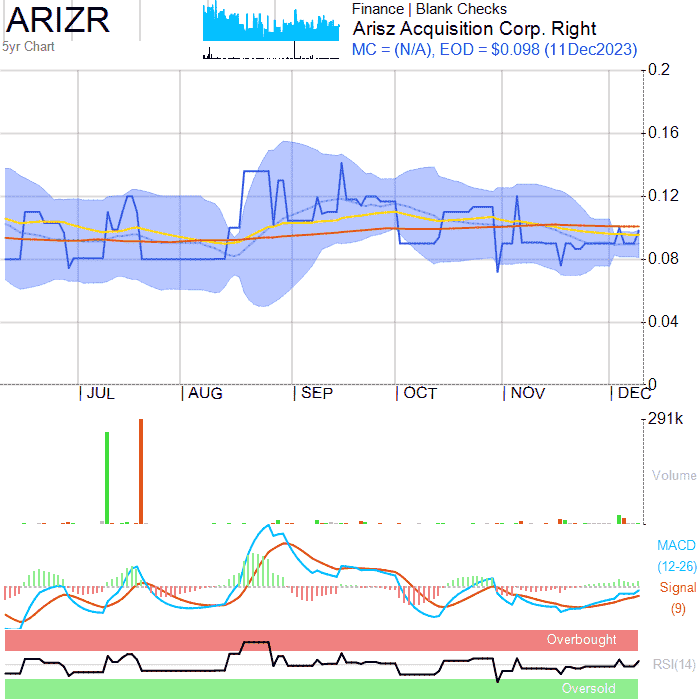 ARIZR
5yr Chart
Finance | Blank Checks
Arisz Acquisition Corp. Right
MC = (N/A), EOD = $0.098 (11Dec2023)
0.2
0.16
0.12
0.08
0.04
0
| JUL | AUG | SEP | OCT | NOV | DEC
291k
Volume
MACD
(12-26)
Signal
(9)
Overbought
RSI(14)
Oversold